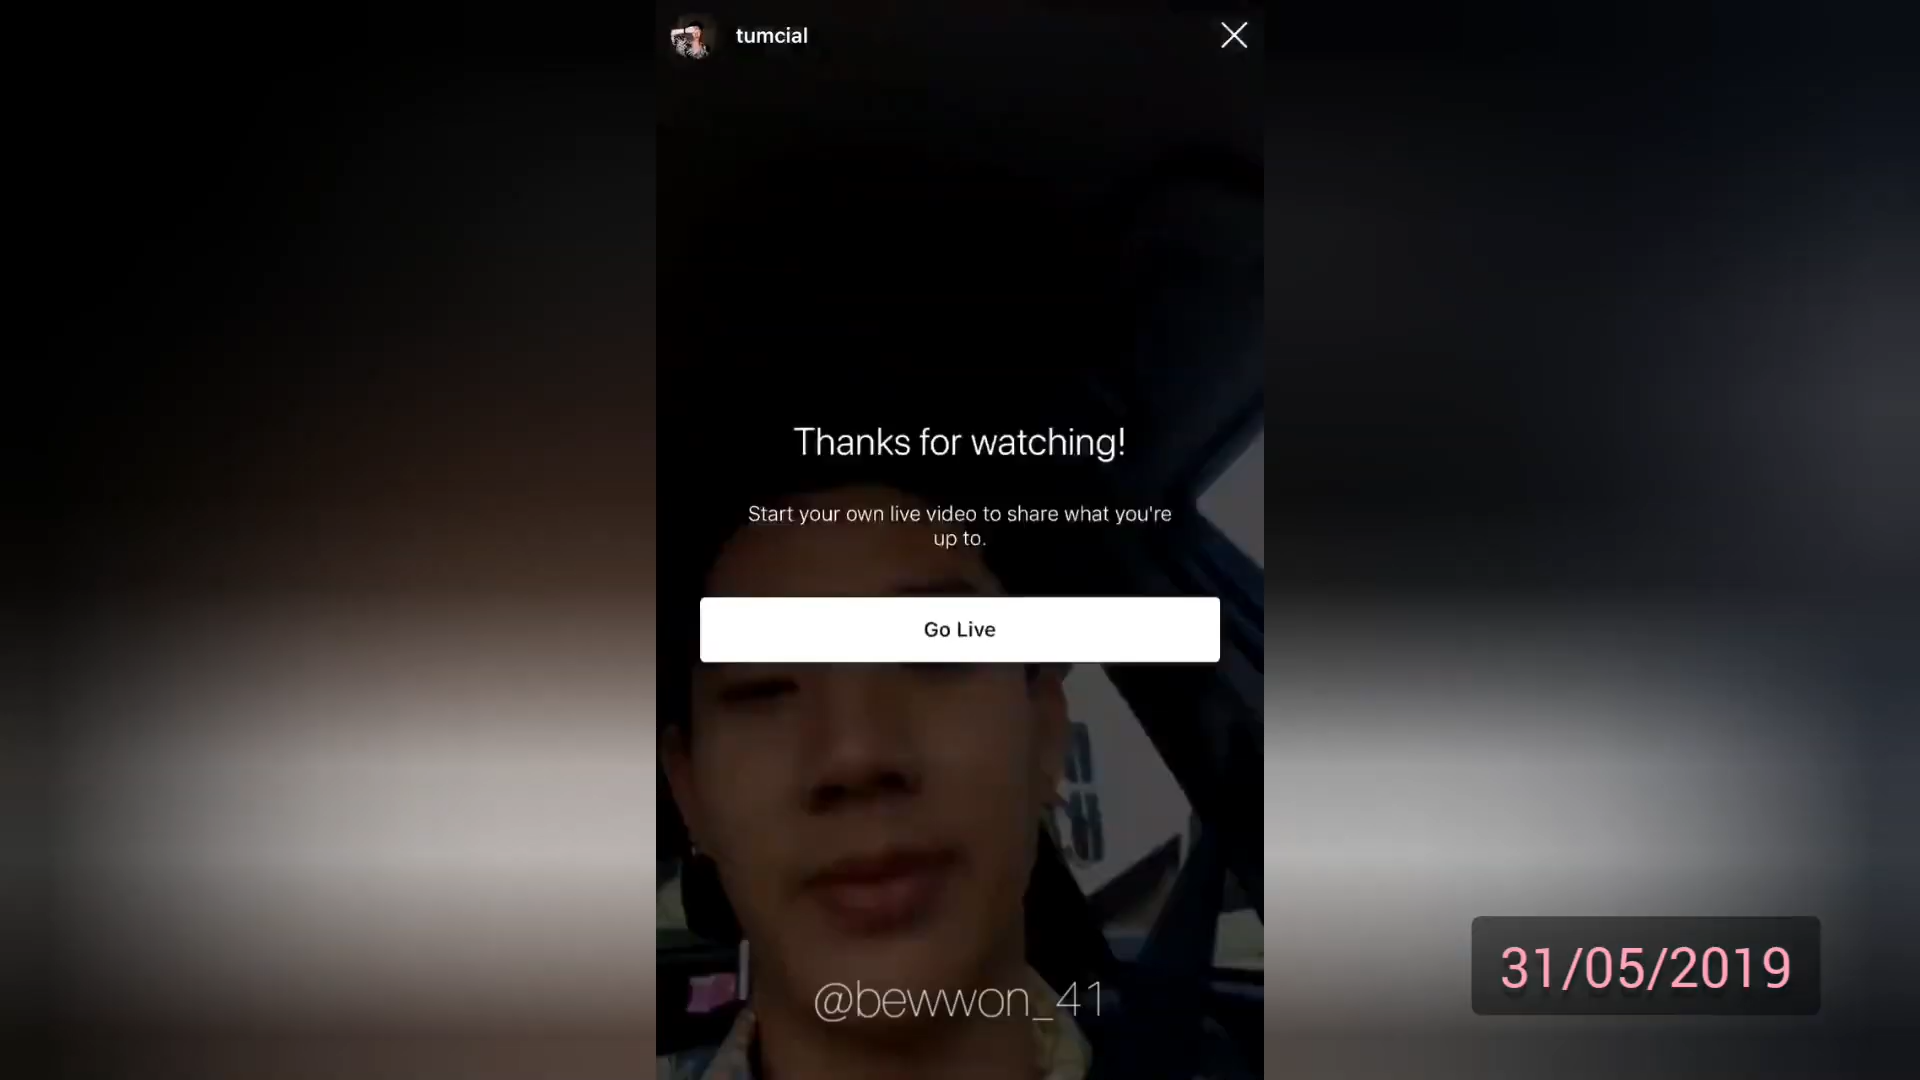 tumcial
Thanks for watching!
Start your own live video to share what you're
up to.
Go Live
@bewwon_41
31/05/2019